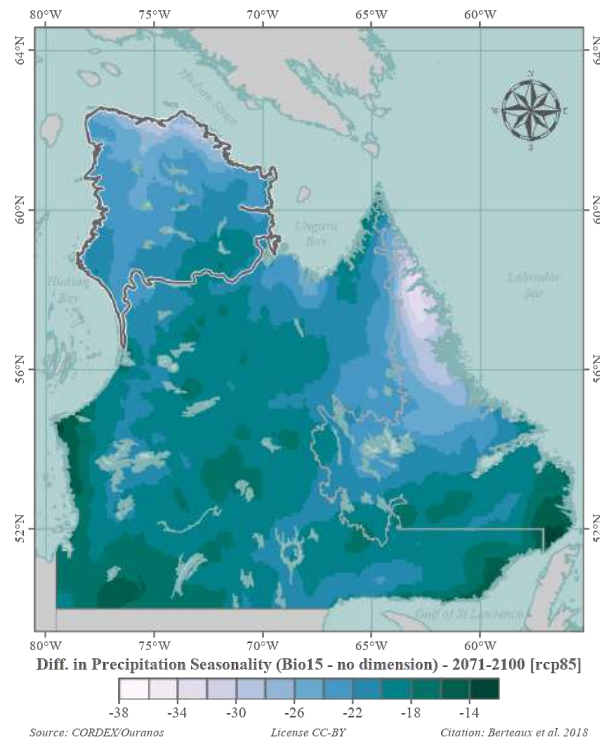 80°W 75°W 70°W 65°W 60°W
64°N 64°N
Hudson Strait
N
W E
S
60°N 60°N
Ungava
Bay
Hudson
Bay
Labrador
Sea
56°N 56°N
52°N 52°N
Gulf of St Lawrence
80°W 75°W 70°W 65°W 60°W
Diff. in Precipitation Seasonality (Bio15 - no dimension) - 2071-2100 [rcp85]
-38 -34 -30 -26 -22 -18 -14
Source: CORDEX/Ouranos License CC-BY Citation: Berteaux et al. 2018